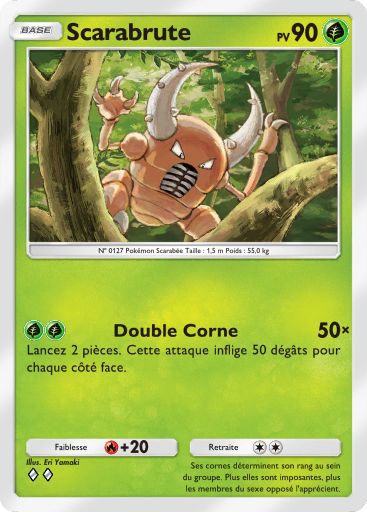 BASE Scarabrute PV 90
N° 0127 Pokémon Scarabée Taille : 1,5 m Poids : 55,0 kg
Double Corne 50×
Lancez 2 pièces. Cette attaque inflige 50 dégâts pour
chaque côté face.
Faiblesse +20 Retraite
Illus. Eri Yamaki
Ses cornes déterminent son rang au sein
du groupe. Plus elles sont imposantes, plus
les membres du sexe opposé l'apprécient.